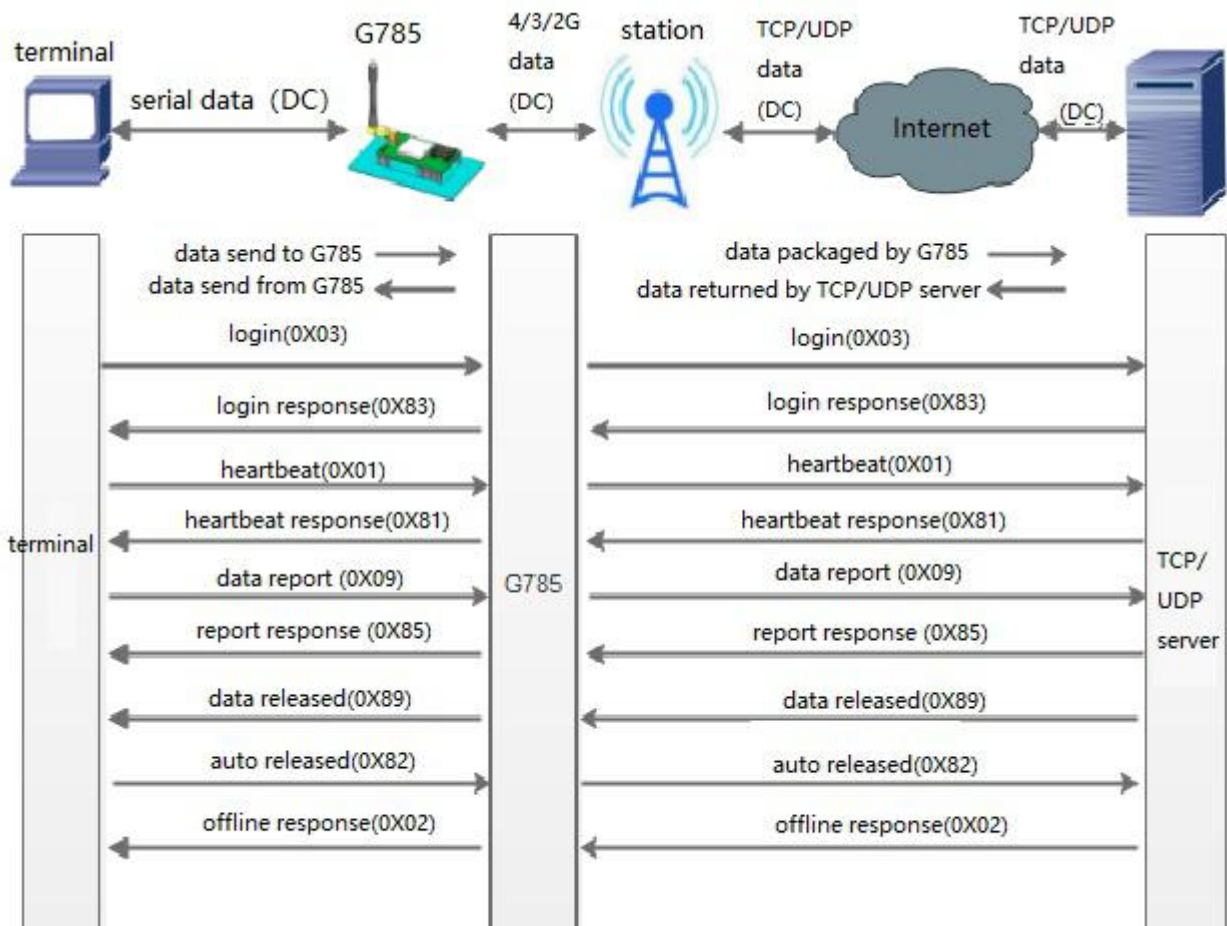 terminal
G785
4/3/2G
data
(DC)
station
TCP/UDP
data
(DC)
TCP/UDP
data
(DC)
serial data（DC）
Internet
data send to G785
data send from G785
data packaged by G785
data returned by TCP/UDP server
login(0X03)
login(0X03)
login response(0X83)
login response(0X83)
heartbeat(0X01)
heartbeat(0X01)
heartbeat response(0X81)
heartbeat response(0X81)
terminal
data report (0X09)
data report (0X09)
G785
TCP/
UDP
server
report response (0X85)
report response (0X85)
data released(0X89)
data released(0X89)
auto released(0X82)
auto released(0X82)
offline response(0X02)
offline response(0X02)